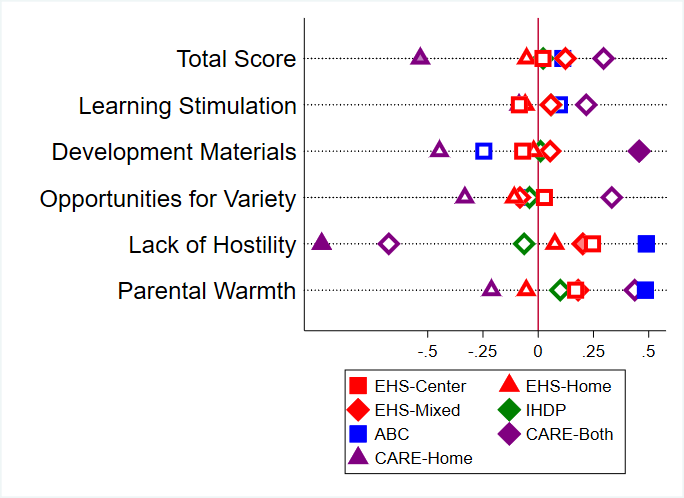 Total Score
Learning Stimulation
Development Materials
Opportunities for Variety
Lack of Hostility
Parental Warmth
-.5 -.25 0 .25 .5
EHS-Center EHS-Home
EHS-Mixed IHDP
ABC CARE-Both
CARE-Home